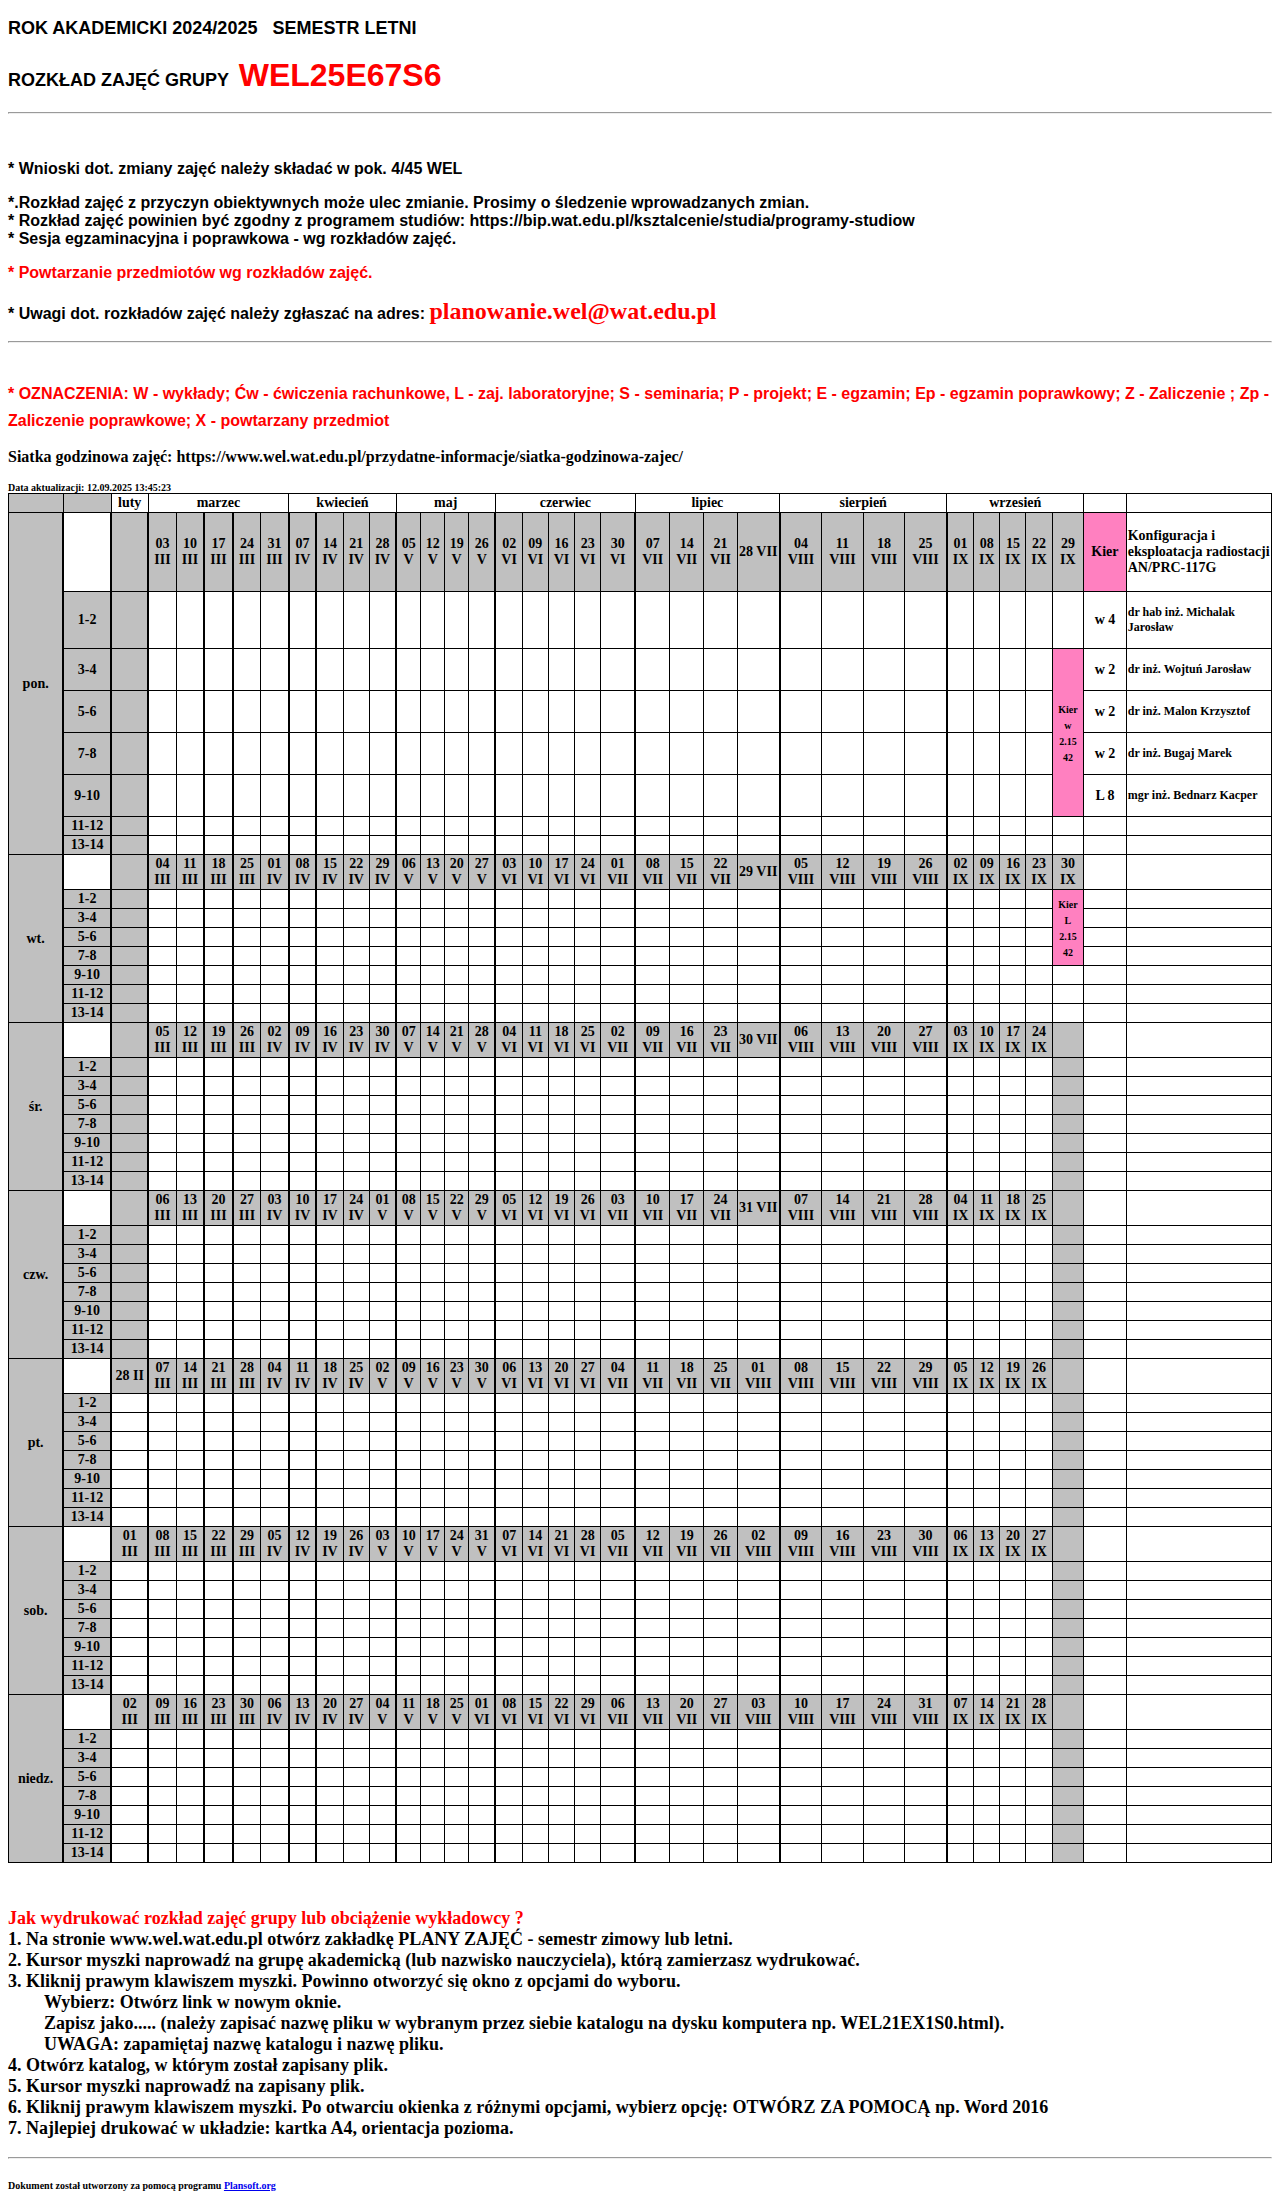 ROK AKADEMICKI 2024/2025 SEMESTR LETNI
ROZKŁAD ZAJĘĆ GRUPY WEL25E67S6
* Wnioski dot. zmiany zajęć należy składać w pok. 4/45 WEL
*.Rozkład zajęć z przyczyn obiektywnych może ulec zmianie. Prosimy o śledzenie wprowadzanych zmian.
* Rozkład zajęć powinien być zgodny z programem studiów: https://bip.wat.edu.pl/ksztalcenie/studia/programy-studiow
* Sesja egzaminacyjna i poprawkowa - wg rozkładów zajęć.
* Powtarzanie przedmiotów wg rozkładów zajęć.
* Uwagi dot. rozkładów zajęć należy zgłaszać na adres: planowanie.wel@wat.edu.pl
* OZNACZENIA: W - wykłady; Ćw - ćwiczenia rachunkowe, L - zaj. laboratoryjne; S - seminaria; P - projekt; E - egzamin; Ep - egzamin poprawkowy; Z - Zaliczenie ; Zp -
Zaliczenie poprawkowe; X - powtarzany przedmiot
Siatka godzinowa zajęć: https://www.wel.wat.edu.pl/przydatne-informacje/siatka-godzinowa-zajec/
Data aktualizacji: 12.09.2025 13:45:23
luty marzec kwiecień maj czerwiec lipiec sierpień wrzesień
pon. 03 III 10 III 17 III 24 III 31 III 07 IV 14 IV 21 IV 28 IV 05 V 12 V 19 V 26 V 02 VI 09 VI 16 VI 23 VI 30 VI 07 VII 14 VII 21 VII 28 VII 04 VIII 11 VIII 18 VIII 25 VIII 01 IX 08 IX 15 IX 22 IX 29 IX Kier Konfiguracja i eksploatacja radiostacji AN/PRC-117G
1-2 w 4 dr hab inż. Michalak Jarosław
3-4 Kier w 2.15 42 w 2 dr inż. Wojtuń Jarosław
5-6 w 2 dr inż. Malon Krzysztof
7-8 w 2 dr inż. Bugaj Marek
9-10 L 8 mgr inż. Bednarz Kacper
11-12
13-14
wt. 04 III 11 III 18 III 25 III 01 IV 08 IV 15 IV 22 IV 29 IV 06 V 13 V 20 V 27 V 03 VI 10 VI 17 VI 24 VI 01 VII 08 VII 15 VII 22 VII 29 VII 05 VIII 12 VIII 19 VIII 26 VIII 02 IX 09 IX 16 IX 23 IX 30 IX
1-2 Kier L 2.15 42
3-4
5-6
7-8
9-10
11-12
13-14
śr. 05 III 12 III 19 III 26 III 02 IV 09 IV 16 IV 23 IV 30 IV 07 V 14 V 21 V 28 V 04 VI 11 VI 18 VI 25 VI 02 VII 09 VII 16 VII 23 VII 30 VII 06 VIII 13 VIII 20 VIII 27 VIII 03 IX 10 IX 17 IX 24 IX
1-2
3-4
5-6
7-8
9-10
11-12
13-14
czw. 06 III 13 III 20 III 27 III 03 IV 10 IV 17 IV 24 IV 01 V 08 V 15 V 22 V 29 V 05 VI 12 VI 19 VI 26 VI 03 VII 10 VII 17 VII 24 VII 31 VII 07 VIII 14 VIII 21 VIII 28 VIII 04 IX 11 IX 18 IX 25 IX
1-2
3-4
5-6
7-8
9-10
11-12
13-14
pt. 28 II 07 III 14 III 21 III 28 III 04 IV 11 IV 18 IV 25 IV 02 V 09 V 16 V 23 V 30 V 06 VI 13 VI 20 VI 27 VI 04 VII 11 VII 18 VII 25 VII 01 VIII 08 VIII 15 VIII 22 VIII 29 VIII 05 IX 12 IX 19 IX 26 IX
1-2
3-4
5-6
7-8
9-10
11-12
13-14
sob. 01 III 08 III 15 III 22 III 29 III 05 IV 12 IV 19 IV 26 IV 03 V 10 V 17 V 24 V 31 V 07 VI 14 VI 21 VI 28 VI 05 VII 12 VII 19 VII 26 VII 02 VIII 09 VIII 16 VIII 23 VIII 30 VIII 06 IX 13 IX 20 IX 27 IX
1-2
3-4
5-6
7-8
9-10
11-12
13-14
niedz. 02 III 09 III 16 III 23 III 30 III 06 IV 13 IV 20 IV 27 IV 04 V 11 V 18 V 25 V 01 VI 08 VI 15 VI 22 VI 29 VI 06 VII 13 VII 20 VII 27 VII 03 VIII 10 VIII 17 VIII 24 VIII 31 VIII 07 IX 14 IX 21 IX 28 IX
1-2
3-4
5-6
7-8
9-10
11-12
13-14
Jak wydrukować rozkład zajęć grupy lub obciążenie wykładowcy ?
1. Na stronie www.wel.wat.edu.pl otwórz zakładkę PLANY ZAJĘĆ - semestr zimowy lub letni.
2. Kursor myszki naprowadź na grupę akademicką (lub nazwisko nauczyciela), którą zamierzasz wydrukować.
3. Kliknij prawym klawiszem myszki. Powinno otworzyć się okno z opcjami do wyboru.
Wybierz: Otwórz link w nowym oknie.
Zapisz jako..... (należy zapisać nazwę pliku w wybranym przez siebie katalogu na dysku komputera np. WEL21EX1S0.html).
UWAGA: zapamiętaj nazwę katalogu i nazwę pliku.
4. Otwórz katalog, w którym został zapisany plik.
5. Kursor myszki naprowadź na zapisany plik.
6. Kliknij prawym klawiszem myszki. Po otwarciu okienka z różnymi opcjami, wybierz opcję: OTWÓRZ ZA POMOCĄ np. Word 2016
7. Najlepiej drukować w układzie: kartka A4, orientacja pozioma.
Dokument został utworzony za pomocą programu Plansoft.org